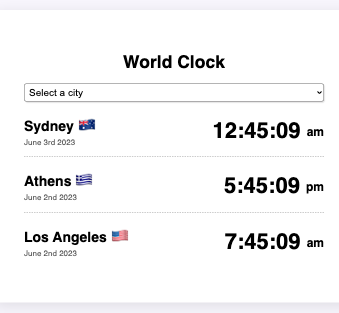 World Clock
Select a city
Sydney 🇦🇺 12:45:09 am
June 3rd 2023
Athens 🇬🇷 5:45:09 pm
June 2nd 2023
Los Angeles 🇺🇸 7:45:09 am
June 2nd 2023